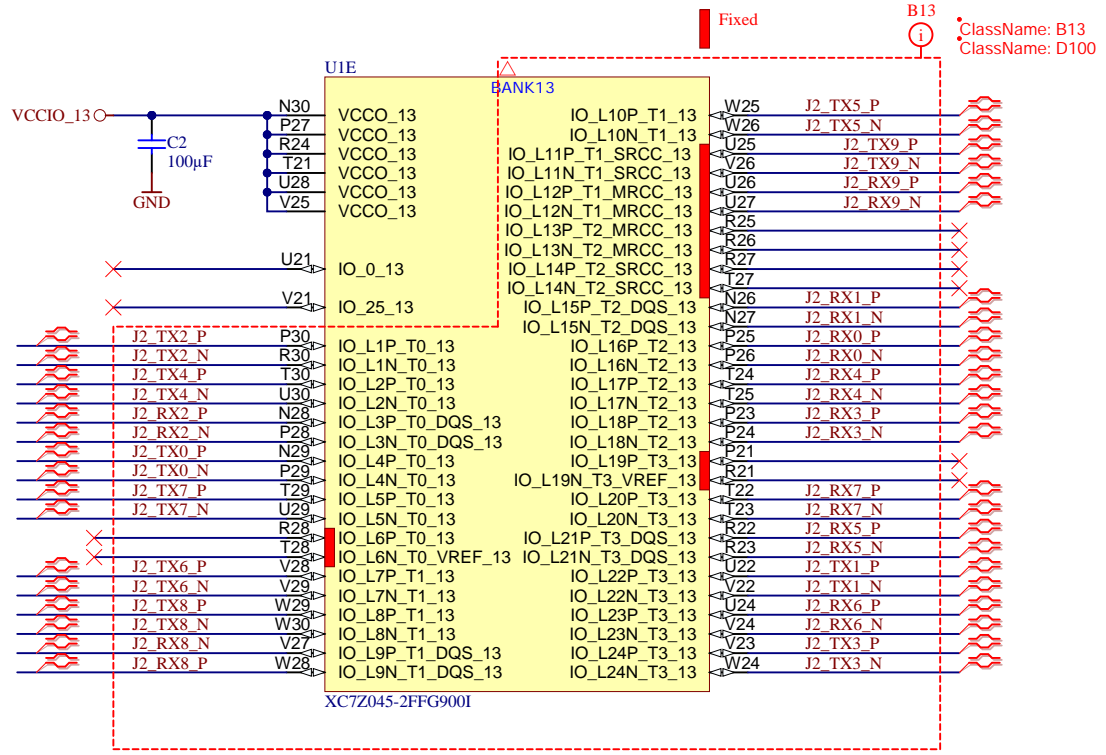 Fixed
B13
i
ClassName: B13
ClassName: D100
U1E
BANK13
VCCIO_13
C2
100µF
GND
N30 VCCO_13
P27 VCCO_13
R24 VCCO_13
T21 VCCO_13
U28 VCCO_13
V25 VCCO_13
U21 IO_0_13
V21 IO_25_13
J2_TX2_P P30 IO_L1P_T0_13
J2_TX2_N R30 IO_L1N_T0_13
J2_TX4_P T30 IO_L2P_T0_13
J2_TX4_N U30 IO_L2N_T0_13
J2_RX2_P N28 IO_L3P_T0_DQS_13
J2_RX2_N P28 IO_L3N_T0_DQS_13
J2_TX0_P N29 IO_L4P_T0_13
J2_TX0_N P29 IO_L4N_T0_13
J2_TX7_P T29 IO_L5P_T0_13
J2_TX7_N U29 IO_L5N_T0_13
R28 IO_L6P_T0_13
T28 IO_L6N_T0_VREF_13
J2_TX6_P V28 IO_L7P_T1_13
J2_TX6_N V29 IO_L7N_T1_13
J2_TX8_P W29 IO_L8P_T1_13
J2_TX8_N W30 IO_L8N_T1_13
J2_RX8_N V27 IO_L9P_T1_DQS_13
J2_RX8_P W28 IO_L9N_T1_DQS_13
IO_L10P_T1_13 W25 J2_TX5_P
IO_L10N_T1_13 W26 J2_TX5_N
IO_L11P_T1_SRCC_13 U25 J2_TX9_P
IO_L11N_T1_SRCC_13 V26 J2_TX9_N
IO_L12P_T1_MRCC_13 U26 J2_RX9_P
IO_L12N_T1_MRCC_13 U27 J2_RX9_N
IO_L13P_T2_MRCC_13 R25
IO_L13N_T2_MRCC_13 R26
IO_L14P_T2_SRCC_13 R27
IO_L14N_T2_SRCC_13 T27
IO_L15P_T2_DQS_13 N26 J2_RX1_P
IO_L15N_T2_DQS_13 N27 J2_RX1_N
IO_L16P_T2_13 P25 J2_RX0_P
IO_L16N_T2_13 P26 J2_RX0_N
IO_L17P_T2_13 T24 J2_RX4_P
IO_L17N_T2_13 T25 J2_RX4_N
IO_L18P_T2_13 P23 J2_RX3_P
IO_L18N_T2_13 P24 J2_RX3_N
IO_L19P_T3_13 P21
IO_L19N_T3_VREF_13 R21
IO_L20P_T3_13 T22 J2_RX7_P
IO_L20N_T3_13 T23 J2_RX7_N
IO_L21P_T3_DQS_13 R22 J2_RX5_P
IO_L21N_T3_DQS_13 R23 J2_RX5_N
IO_L22P_T3_13 U22 J2_TX1_P
IO_L22N_T3_13 V22 J2_TX1_N
IO_L23P_T3_13 U24 J2_RX6_P
IO_L23N_T3_13 V24 J2_RX6_N
IO_L24P_T3_13 V23 J2_TX3_P
IO_L24N_T3_13 W24 J2_TX3_N
XC7Z045-2FFG900I